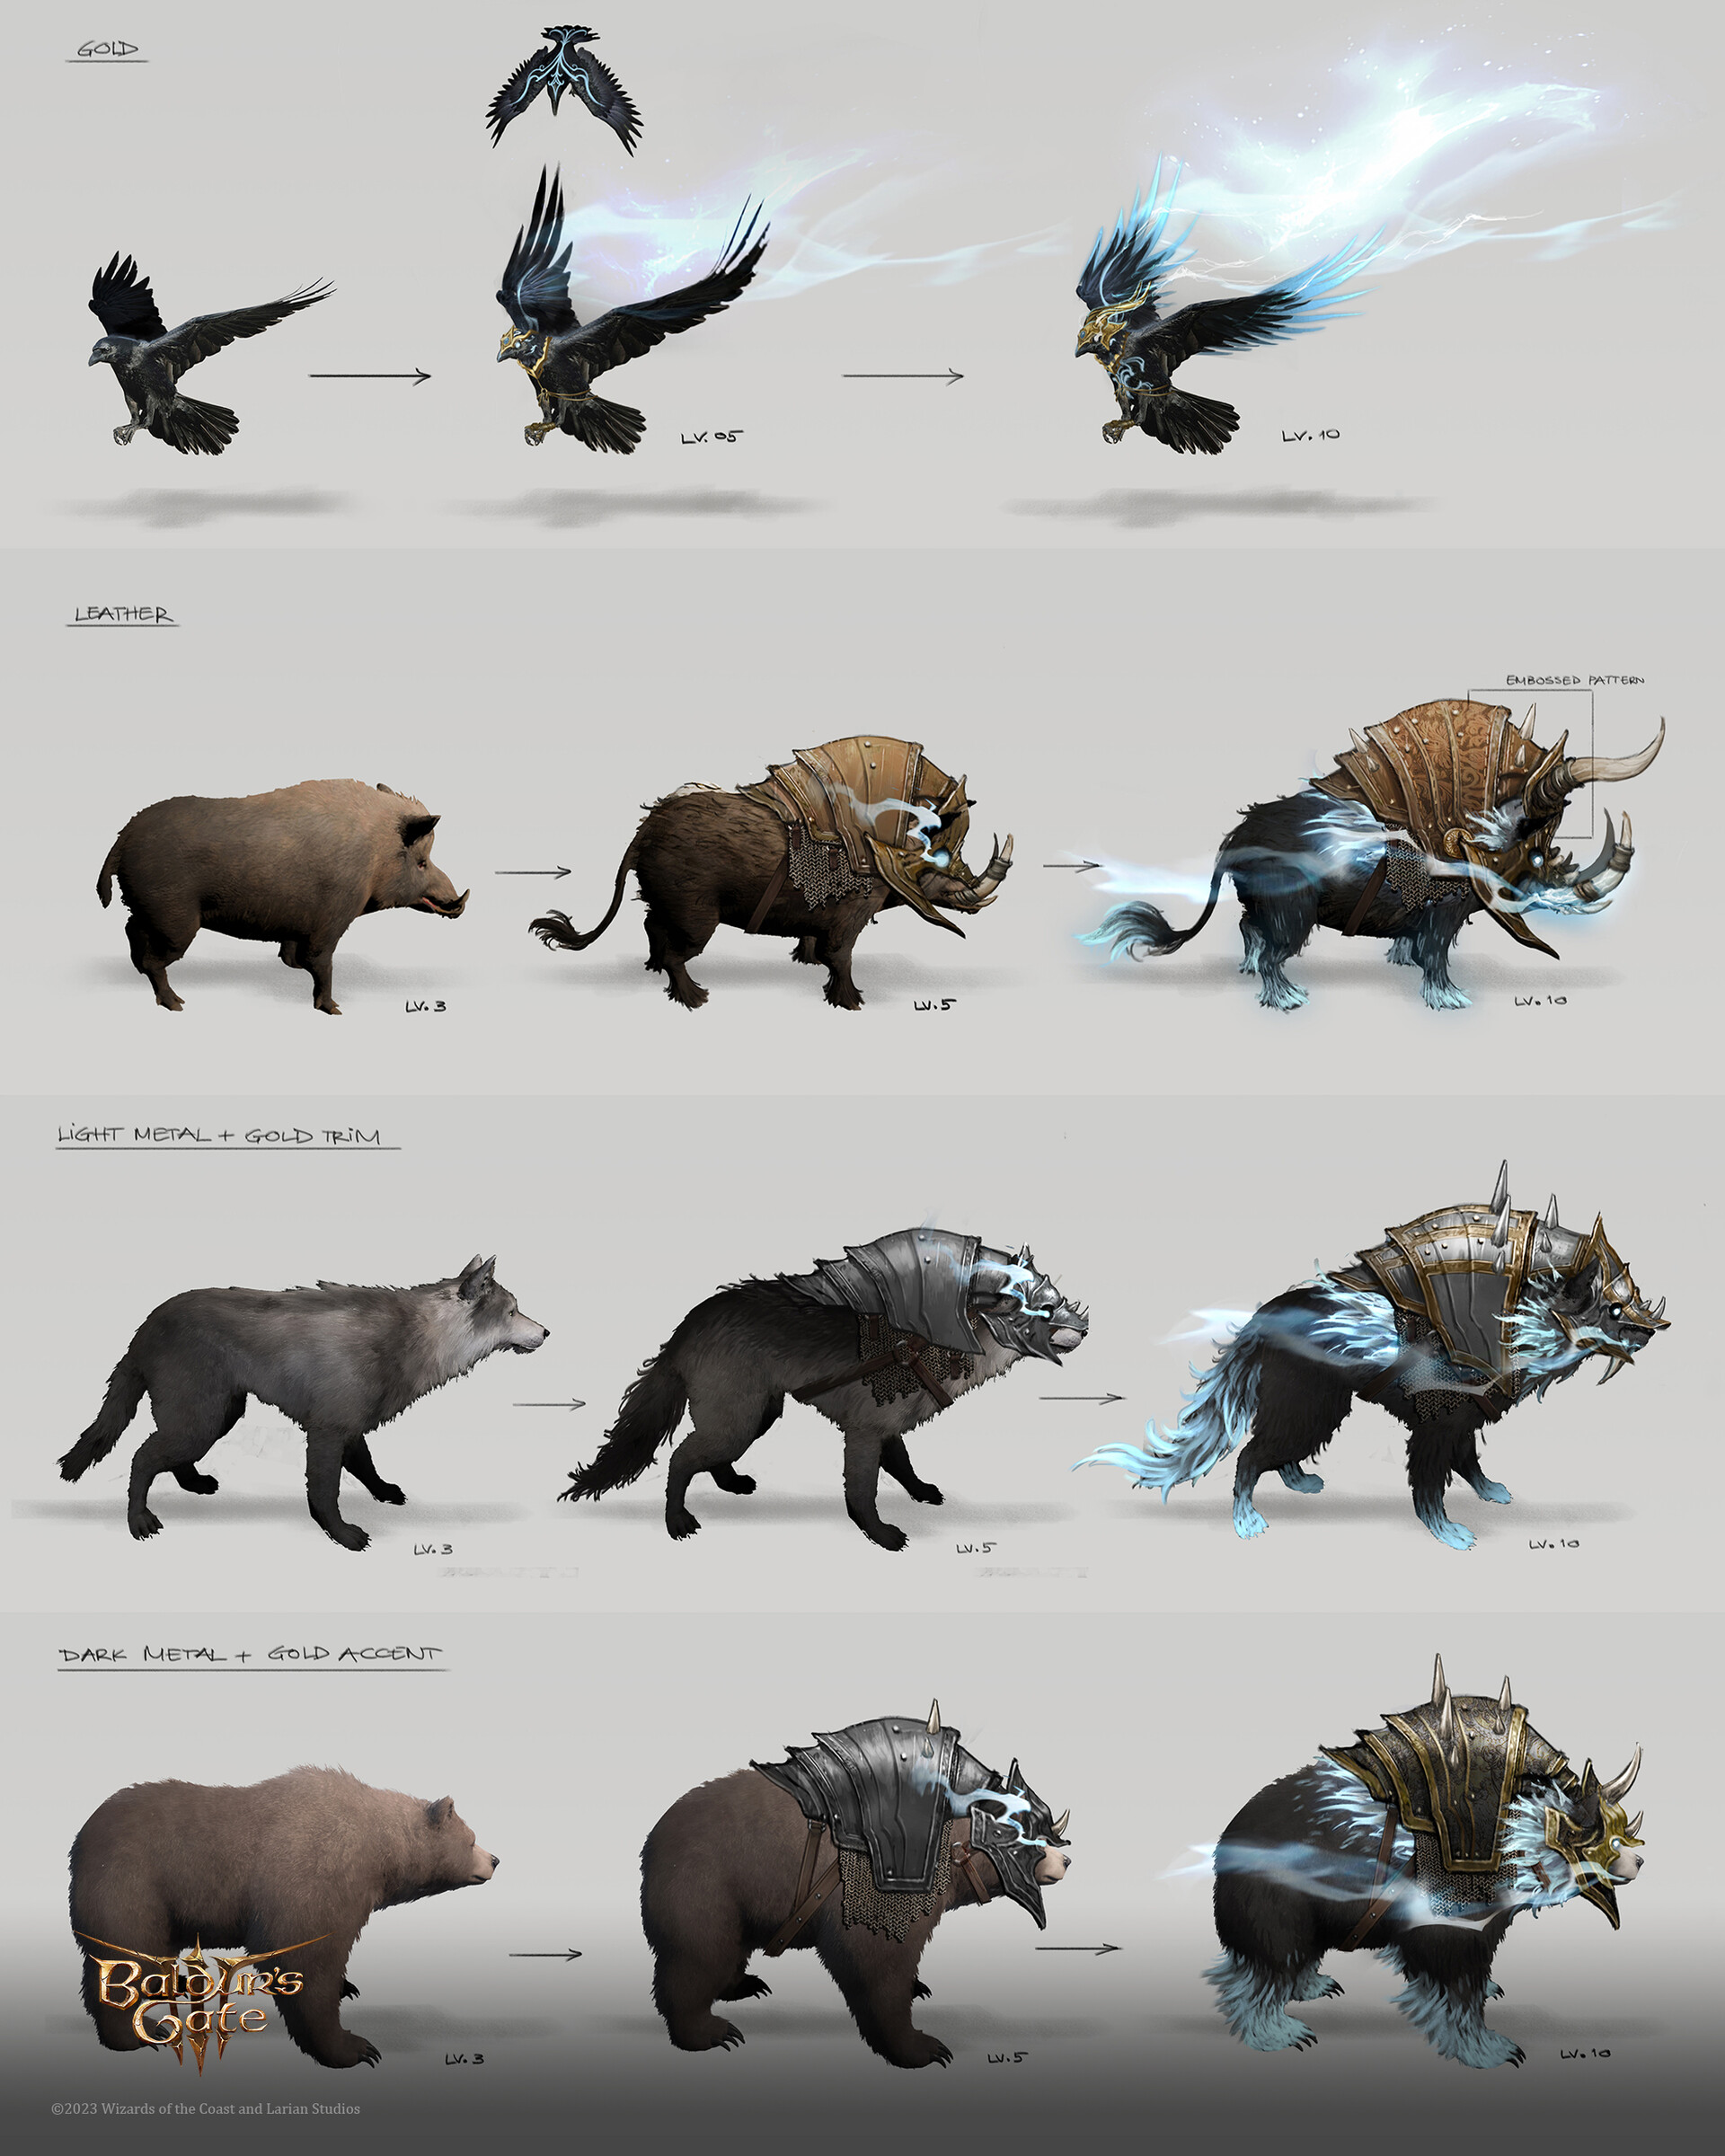 GOLD
LV. 05
LV. 10
LEATHER
EMBOSSED PATTERN
LV. 3
LV. 5
LV. 10
LIGHT METAL + GOLD TRIM
LV. 3
LV. 5
LV. 10
DARK METAL + GOLD ACCENT
Baldur's
Gate
III
LV. 3
LV. 5
LV. 10
©2023 Wizards of the Coast and Larian Studios